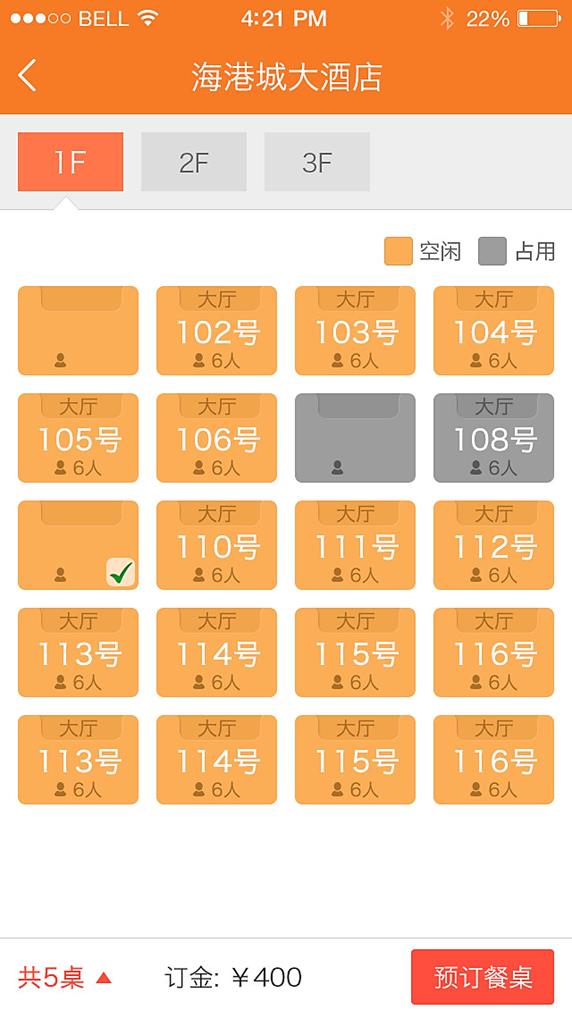 BELL 4:21 PM 22%
海港城大酒店
1F 2F 3F
空闲 占用
大厅 大厅 大厅
102号 103号 104号
6人 6人 6人
大厅 大厅 大厅
105号 106号 108号
6人 6人 6人
大厅 大厅 大厅
110号 111号 112号
6人 6人 6人
大厅 大厅 大厅 大厅
113号 114号 115号 116号
6人 6人 6人 6人
大厅 大厅 大厅 大厅
113号 114号 115号 116号
6人 6人 6人 6人
共5桌 订金: ￥400 预订餐桌